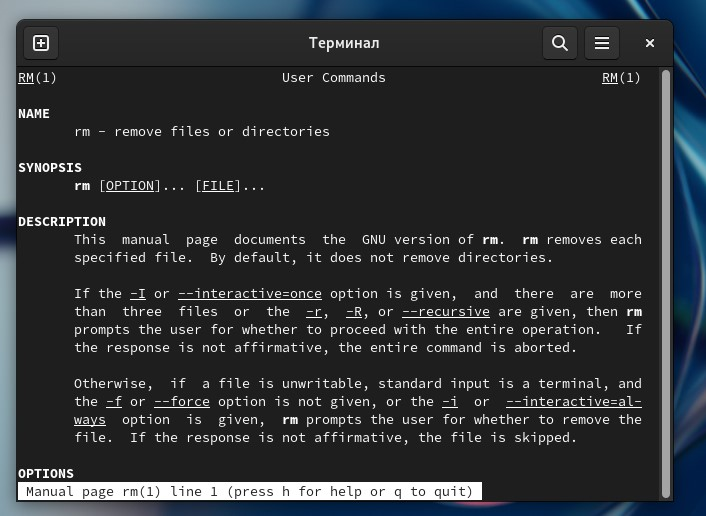 Терминал
RM(1) User Commands RM(1)
NAME
rm - remove files or directories
SYNOPSIS
rm [OPTION]... [FILE]...
DESCRIPTION
This manual page documents the GNU version of rm. rm removes each
specified file. By default, it does not remove directories.
If the -I or --interactive=once option is given, and there are more
than three files or the -r, -R, or --recursive are given, then rm
prompts the user for whether to proceed with the entire operation. If
the response is not affirmative, the entire command is aborted.
Otherwise, if a file is unwritable, standard input is a terminal, and
the -f or --force option is not given, or the -i or --interactive=al-
ways option is given, rm prompts the user for whether to remove the
file. If the response is not affirmative, the file is skipped.
OPTIONS
Manual page rm(1) line 1 (press h for help or q to quit)